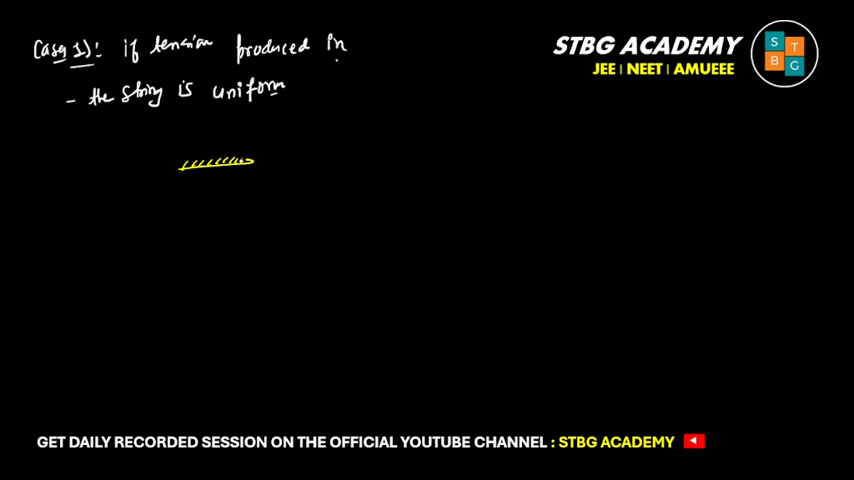 Case 1): if tension produced in
- the string is uniform
STBG ACADEMY
JEE | NEET | AMUEEE
S T
B G
GET DAILY RECORDED SESSION ON THE OFFICIAL YOUTUBE CHANNEL : STBG ACADEMY